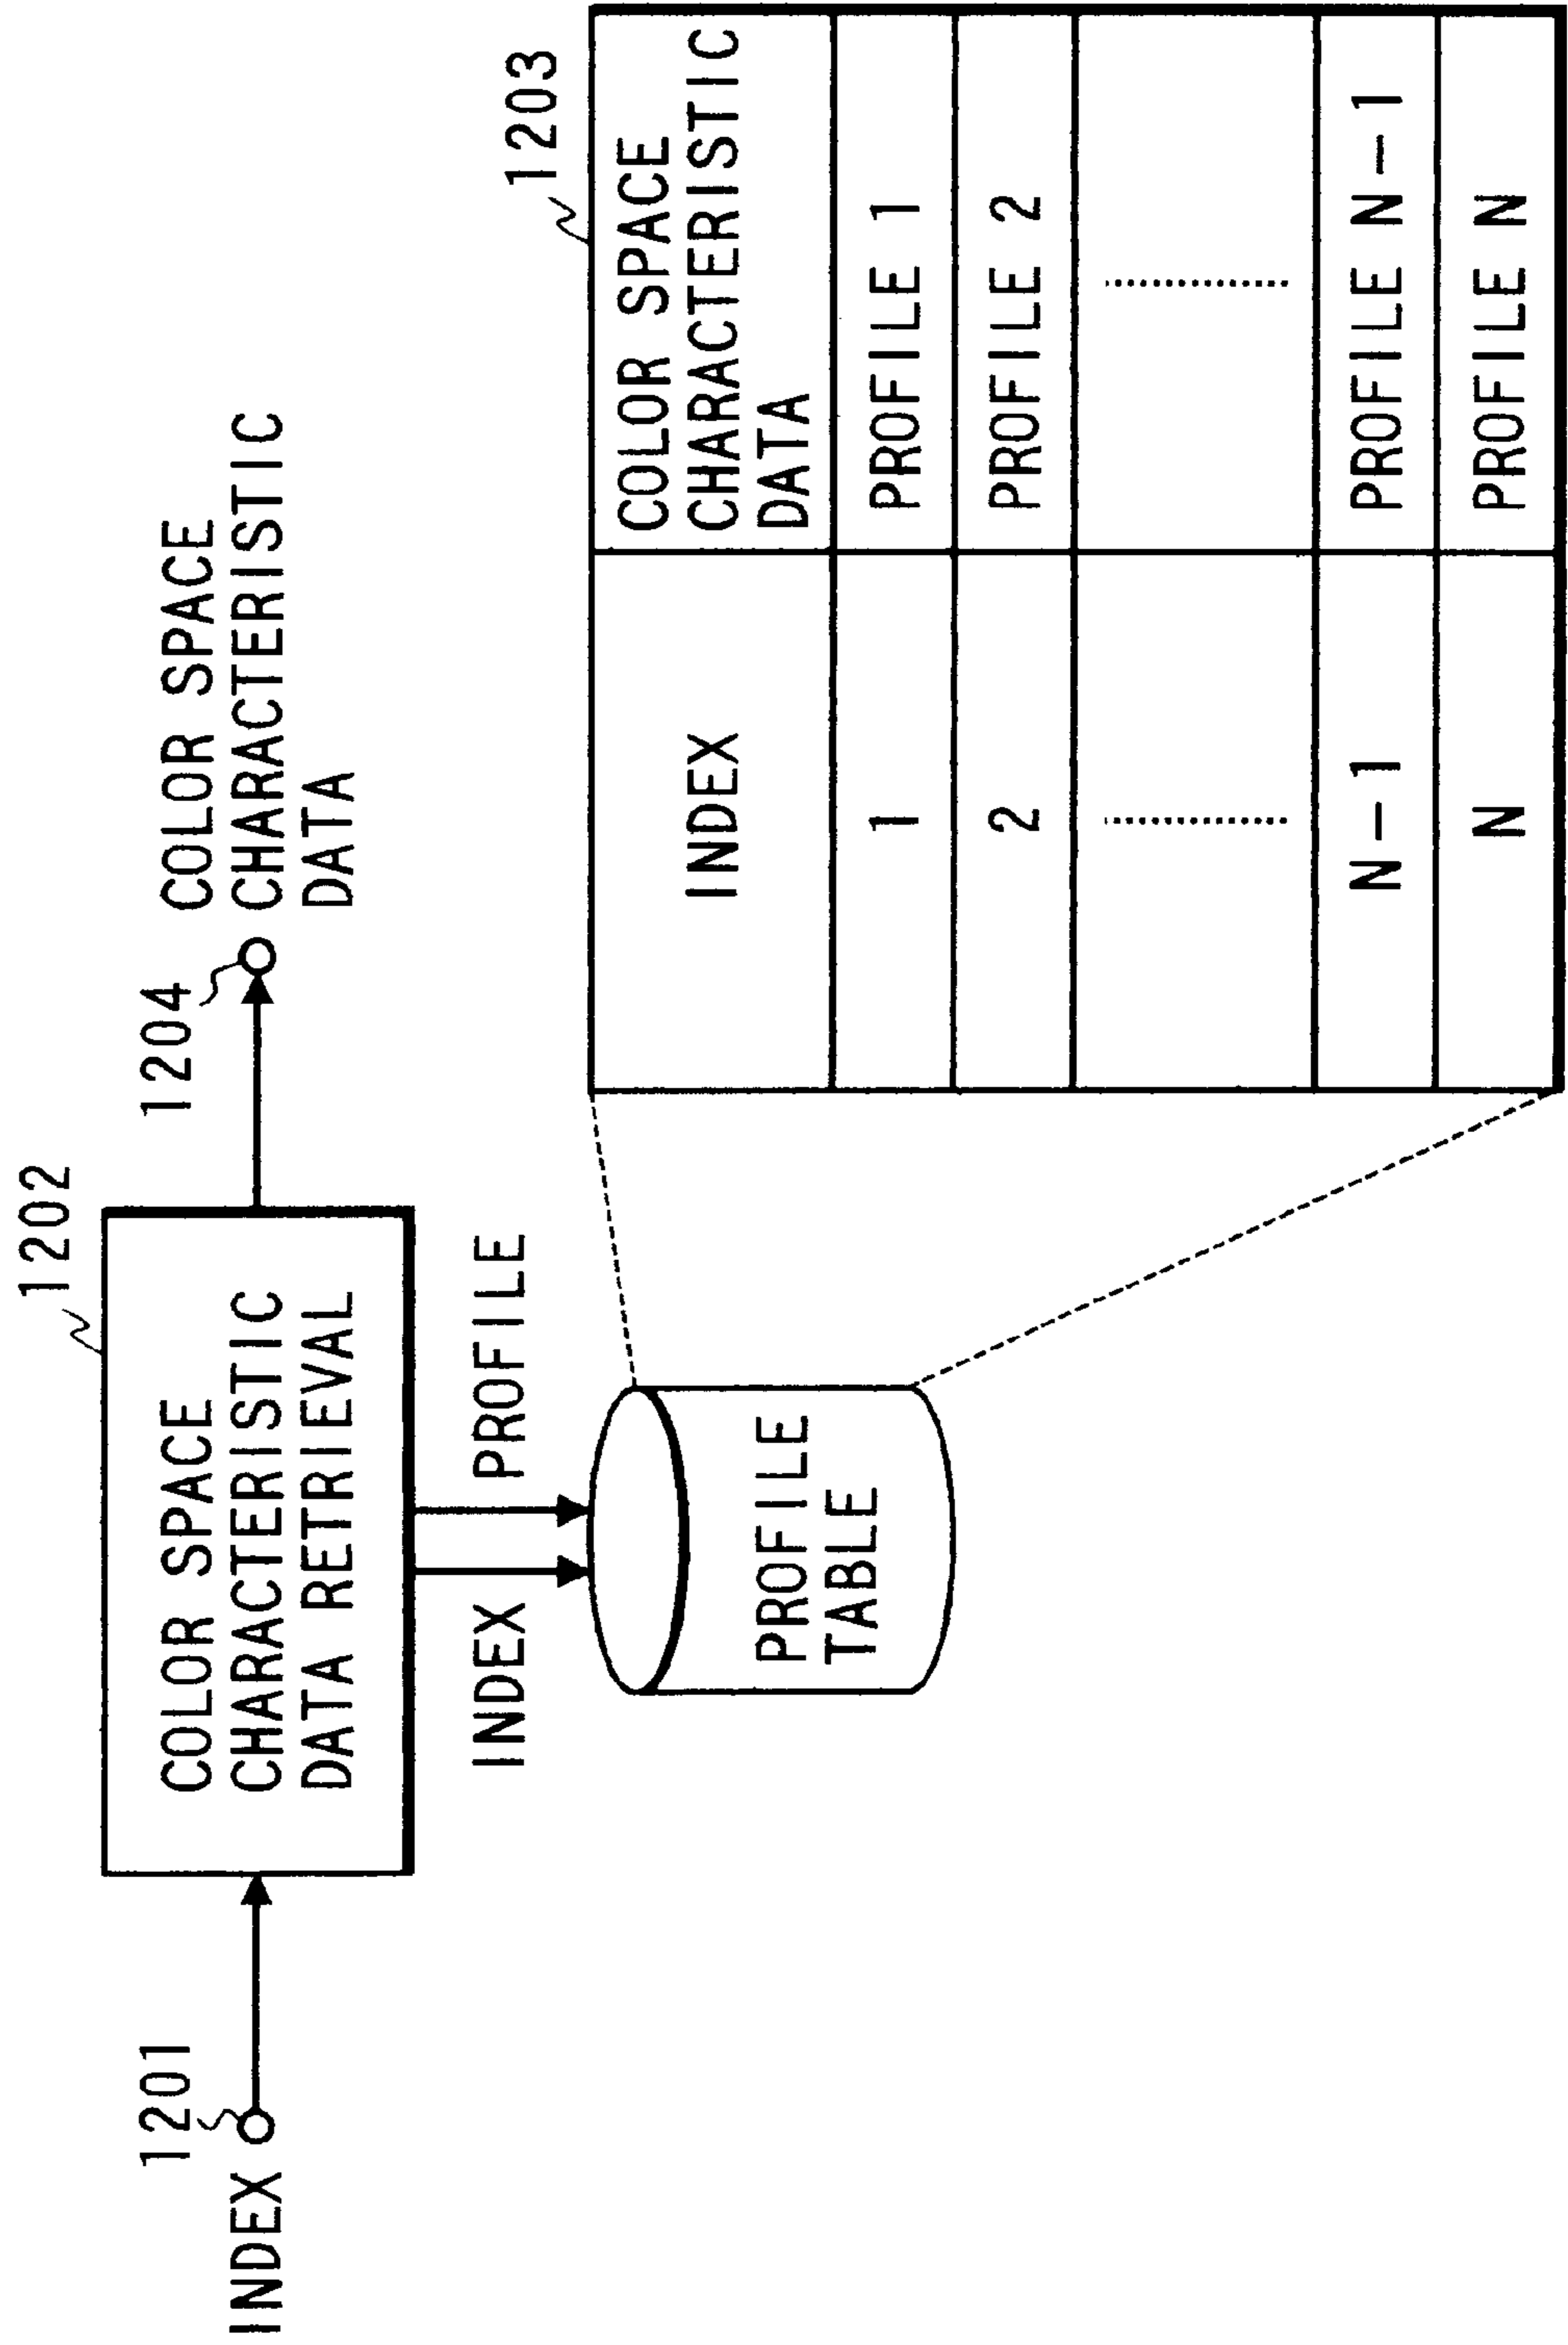 1202
1201
1204
INDEX
COLOR SPACE
CHARACTERISTIC
DATA RETRIEVAL
COLOR SPACE
CHARACTERISTIC
DATA
INDEX
PROFILE
PROFILE
TABLE
1203
INDEX
COLOR SPACE
CHARACTERISTIC
DATA
1
PROFILE 1
2
PROFILE 2
N-1
PROFILE N-1
N
PROFILE N